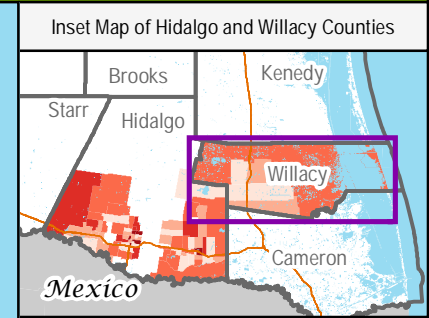 Inset Map of Hidalgo and Willacy Counties
Brooks
Kenedy
Starr
Hidalgo
Willacy
Cameron
Mexico